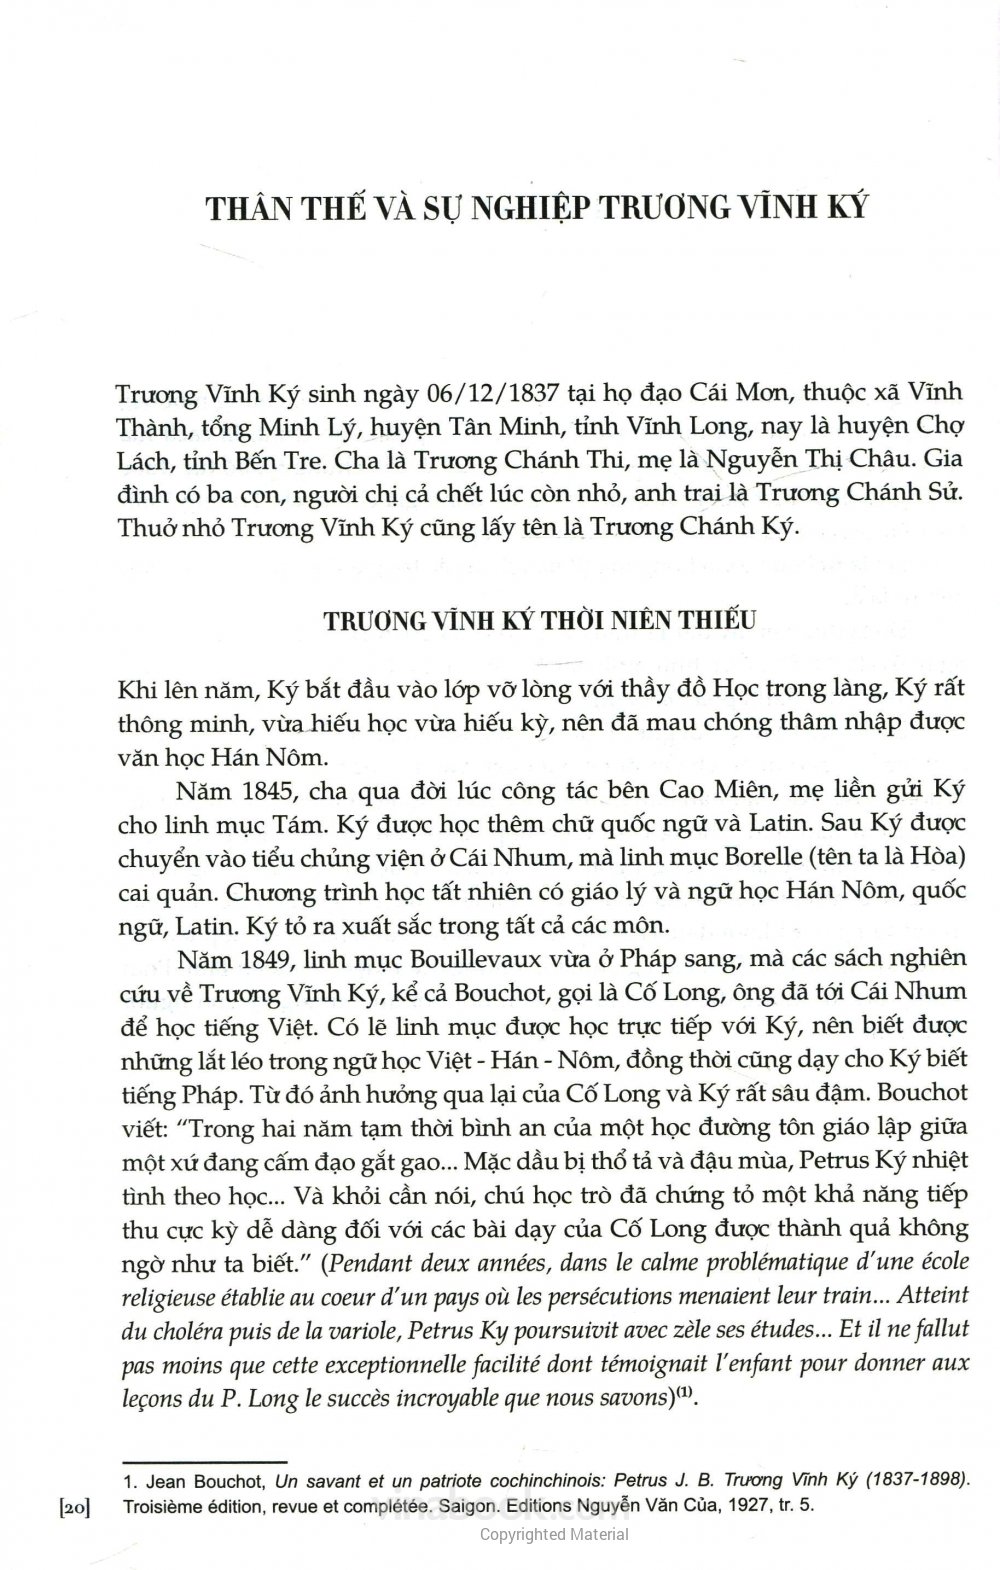 THÂN THẾ VÀ SỰ NGHIỆP TRƯƠNG VĨNH KÝ
Trương Vĩnh Ký sinh ngày 06/12/1837 tại họ đạo Cái Mơn, thuộc xã Vĩnh
Thành, tổng Minh Lý, huyện Tân Minh, tỉnh Vĩnh Long, nay là huyện Chợ
Lách, tỉnh Bến Tre. Cha là Trương Chánh Thi, mẹ là Nguyễn Thị Châu. Gia
đình có ba con, người chị cả chết lúc còn nhỏ, anh trai là Trương Chánh Sử.
Thuở nhỏ Trương Vĩnh Ký cũng lấy tên là Trương Chánh Ký.
TRƯƠNG VĨNH KÝ THỜI NIÊN THIẾU
Khi lên năm, Ký bắt đầu vào lớp vỡ lòng với thầy đồ Học trong làng, Ký rất
thông minh, vừa hiếu học vừa hiếu kỳ, nên đã mau chóng thâm nhập được
văn học Hán Nôm.
Năm 1845, cha qua đời lúc công tác bên Cao Miên, mẹ liền gửi Ký
cho linh mục Tám. Ký được học thêm chữ quốc ngữ và Latin. Sau Ký được
chuyển vào tiểu chủng viện ở Cái Nhum, mà linh mục Borelle (tên ta là Hòa)
cai quản. Chương trình học tất nhiên có giáo lý và ngữ học Hán Nôm, quốc
ngữ, Latin. Ký tỏ ra xuất sắc trong tất cả các môn.
Năm 1849, linh mục Bouillevaux vừa ở Pháp sang, mà các sách nghiên
cứu về Trương Vĩnh Ký, kể cả Bouchot, gọi là Cố Long, ông đã tới Cái Nhum
để học tiếng Việt. Có lẽ linh mục được học trực tiếp với Ký, nên biết được
những lắt léo trong ngữ học Việt - Hán - Nôm, đồng thời cũng dạy cho Ký biết
tiếng Pháp. Từ đó ảnh hưởng qua lại của Cố Long và Ký rất sâu đậm. Bouchot
viết: "Trong hai năm tạm thời bình an của một học đường tôn giáo lập giữa
một xứ đang cấm đạo gắt gao... Mặc dầu bị thổ tả và đậu mùa, Petrus Ký nhiệt
tình theo học... Và khỏi cần nói, chú học trò đã chứng tỏ một khả năng tiếp
thu cực kỳ dễ dàng đối với các bài dạy của Cố Long được thành quả không
ngờ như ta biết." (Pendant deux années, dans le calme problématique d'une école
religieuse établie au coeur d'un pays où les persécutions menaient leur train... Atteint
du choléra puis de la variole, Petrus Ky poursuivit avec zèle ses études... Et il ne fallut
pas moins que cette exceptionnelle facilité dont témoignait l'enfant pour donner aux
leçons du P. Long le succès incroyable que nous savons)(1).
1. Jean Bouchot, Un savant et un patriote cochinchinois: Petrus J. B. Trương Vĩnh Ký (1837-1898).
[20] Troisième édition, revue et complétée. Saigon. Editions Nguyễn Văn Của, 1927, tr. 5.
vinabook.com
Copyrighted Material